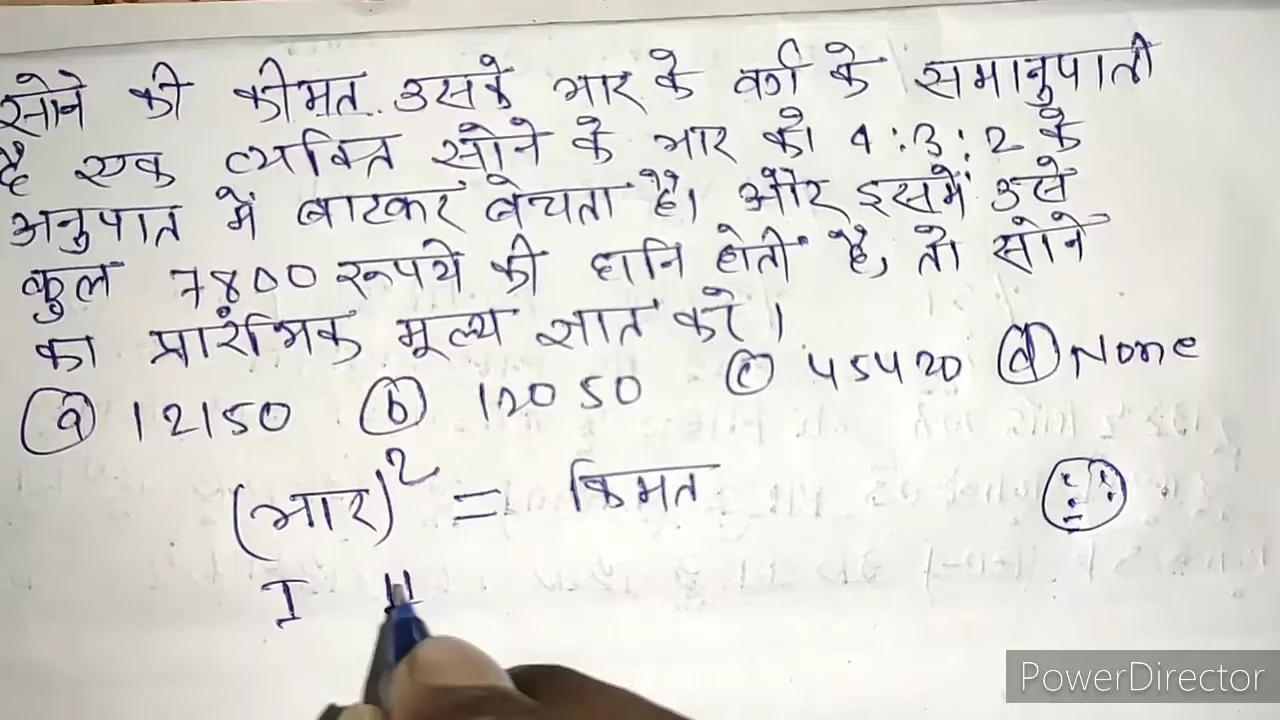 सोने की कीमत उसके भार के वर्ग के समानुपाती
है एक व्यक्ति सोने के भार को 4:3:2 के
अनुपात में बाटकर बेचता है। और इसमें उसे
कुल 7800 रूपये की हानि होती है, तो सोने
का प्रारंभिक मूल्य ज्ञात करे।
(a) 12150 (b) 12050 (c) 45420 (d) None
(भार)² = किमत
I II
PowerDirector